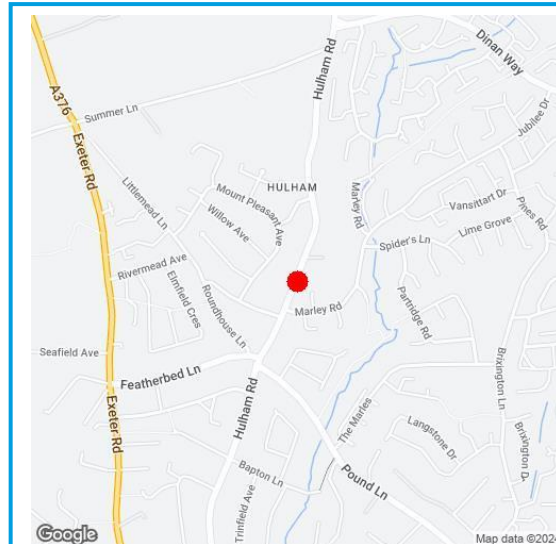 Hulham Rd
Dinan Way
A376
Exeter Rd
Summer Ln
Jubilee Dr
Littlemead Ln
HULHAM
Mount Pleasant Ave
Willow Ave
Marley Rd
Vansittart Dr
Pines Rd
Lime Grove
Spider's Ln
Rivermead Ave
Elmfield Cres
Roundhouse Ln
Marley Rd
Partridge Rd
Seafield Ave
Featherbed Ln
Brixington Ln
Exeter Rd
Hulham Rd
The Marles
Langstone Dr
Brixington D
Bapton Ln
Pound Ln
Trinfield Ave
Google
Map data ©202